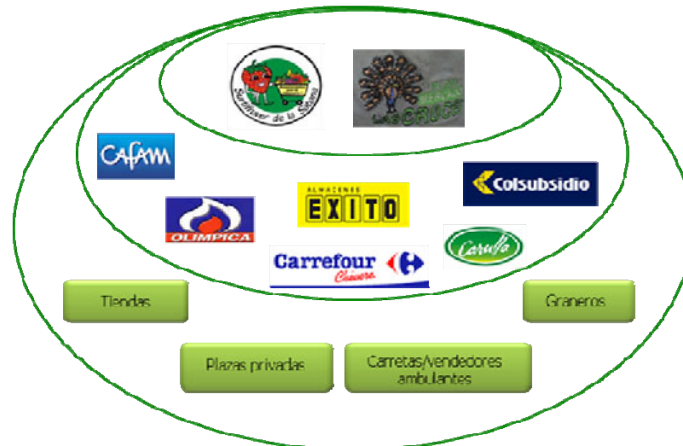 Surtifruver de la Sabana
CAFAM
Colsubsidio
ALMACENES
EXITO
OLIMPICA
Carulla
Carrefour
Tiendas
Graneros
Plazas privadas
Carretas/vendedores
ambulantes